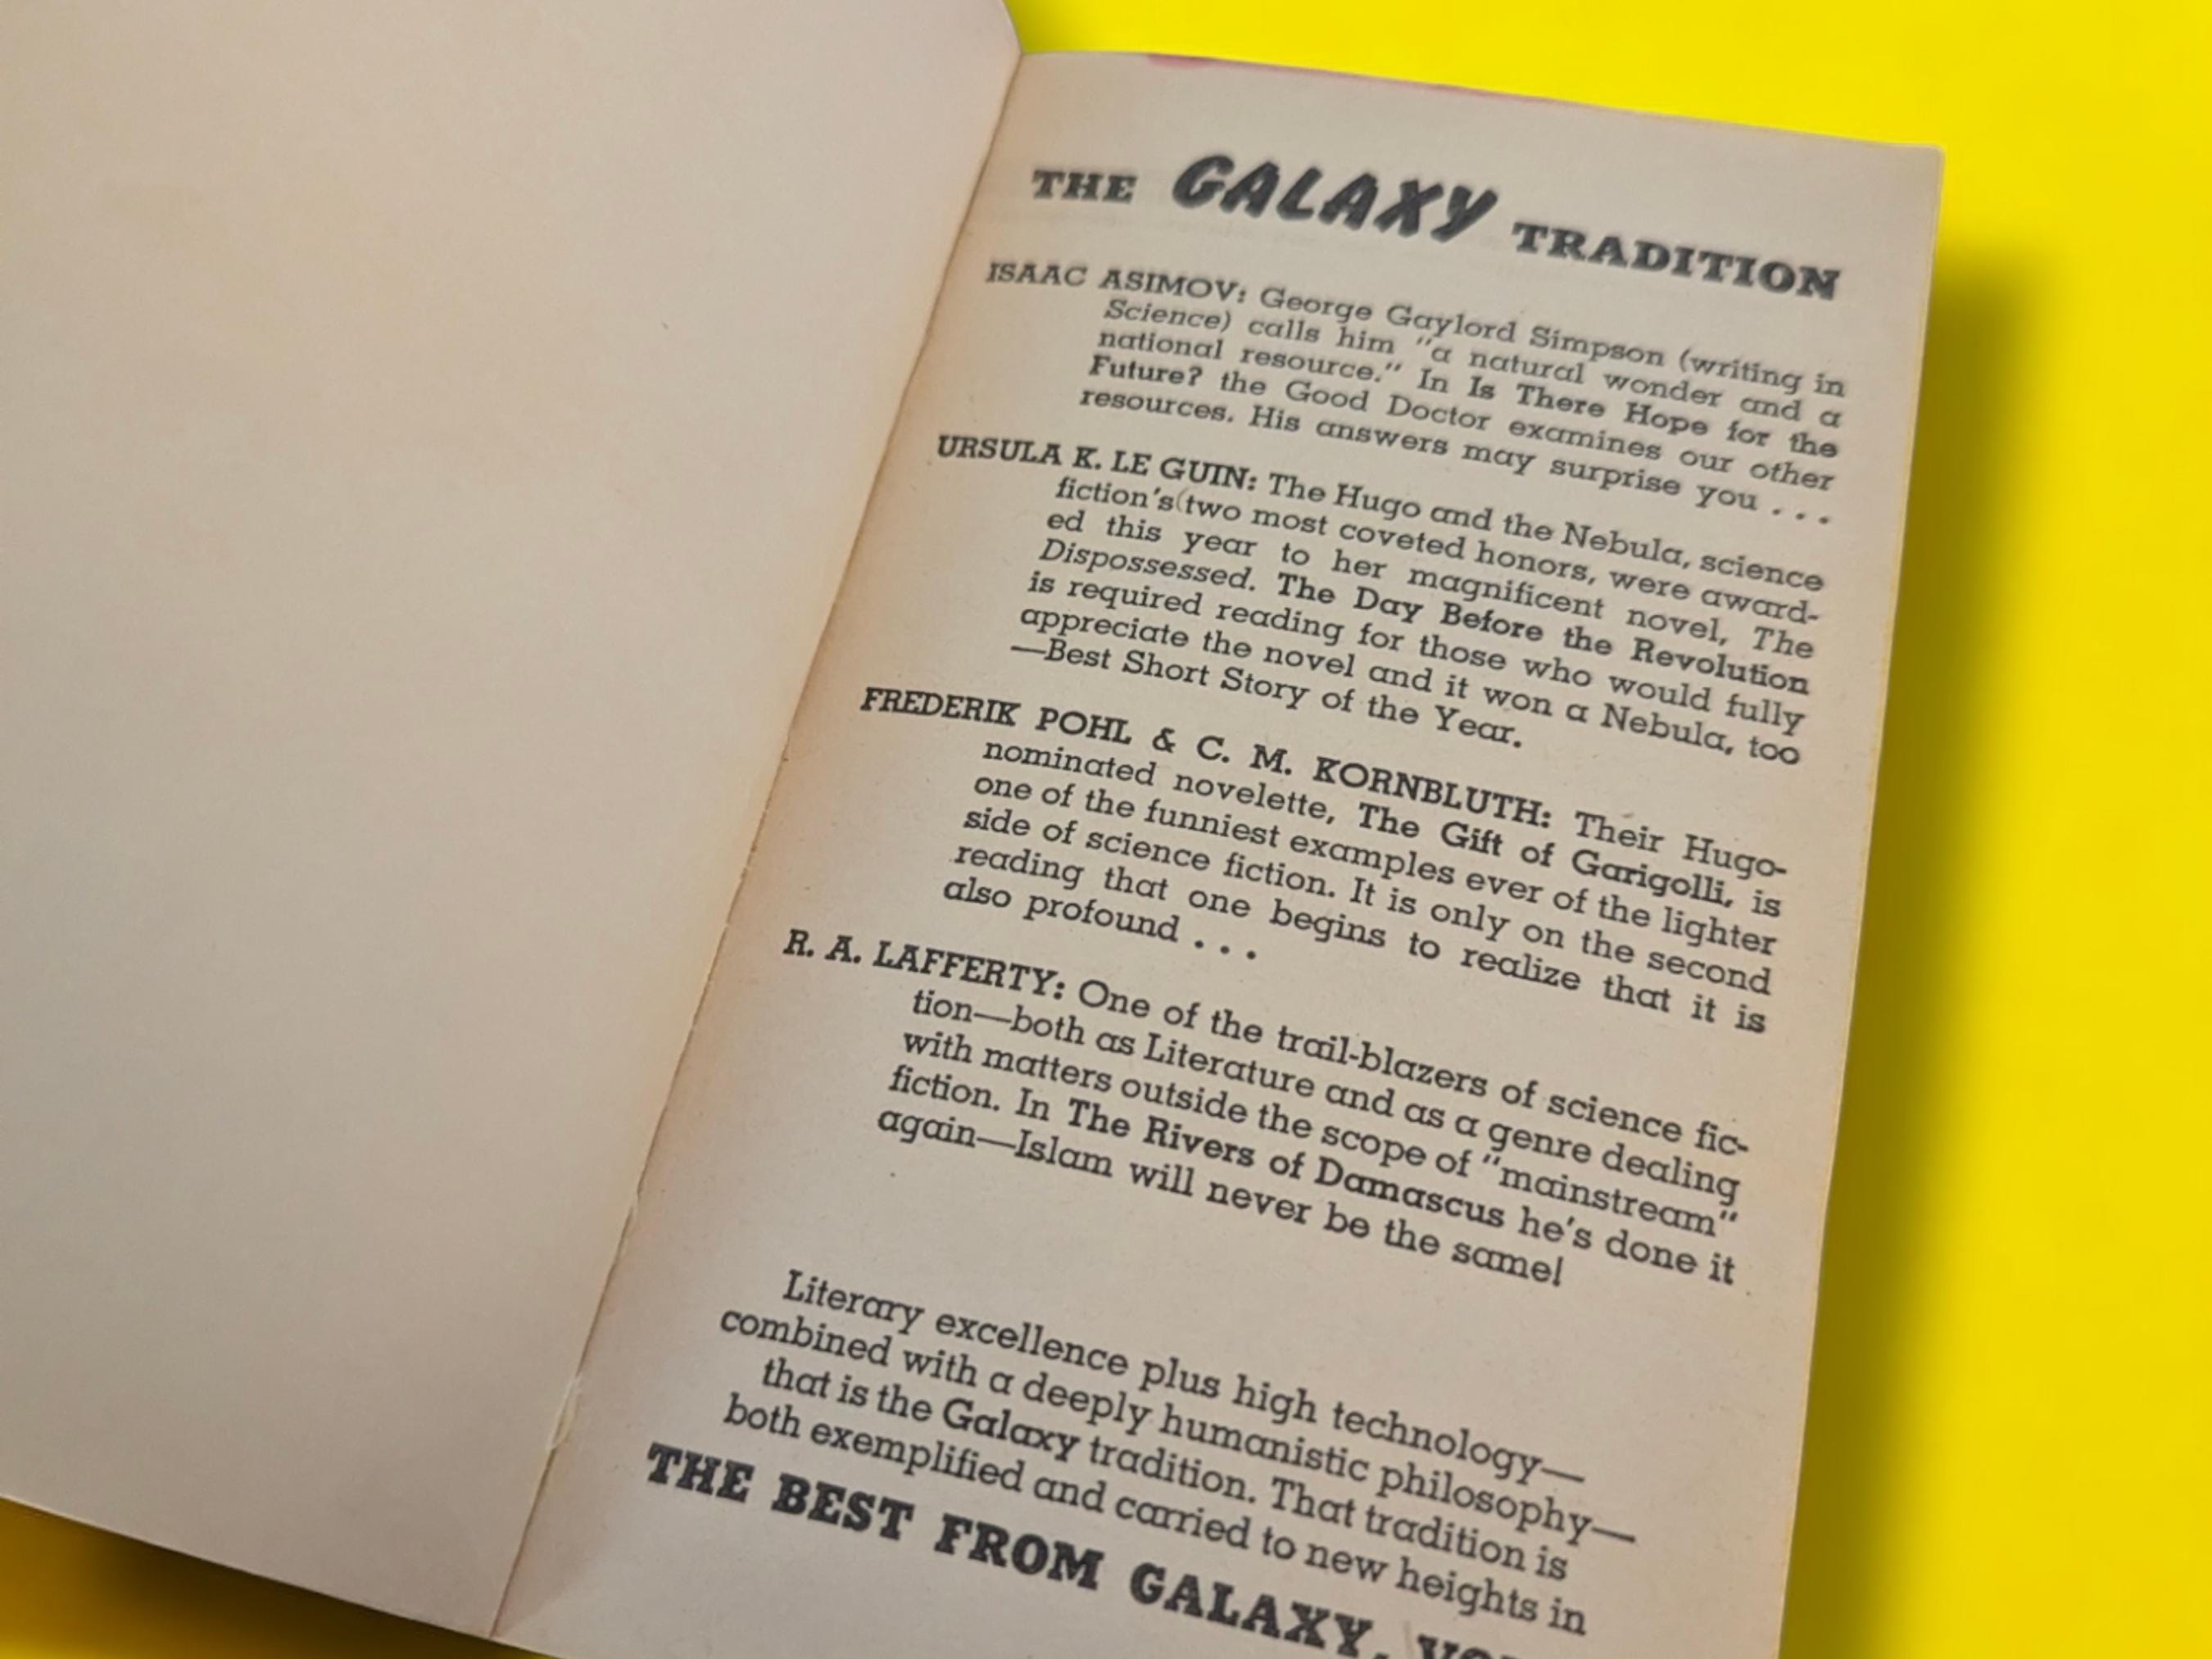 THE GALAXY TRADITION
ISAAC ASIMOV: George Gaylord Simpson (writing in
Science) calls him "a natural wonder and a
national resource." In Is There Hope for the
Future? the Good Doctor examines our other
resources. His answers may surprise you . . .
URSULA K. LE GUIN: The Hugo and the Nebula, science
fiction's two most coveted honors, were award-
ed this year to her magnificent novel, The
Dispossessed. The Day Before the Revolution
is required reading for those who would fully
appreciate the novel and it won a Nebula, too
—Best Short Story of the Year.
FREDERIK POHL & C. M. KORNBLUTH: Their Hugo-
nominated novelette, The Gift of Garigolli, is
one of the funniest examples ever of the lighter
side of science fiction. It is only on the second
reading that one begins to realize that it is
also profound . . .
R. A. LAFFERTY: One of the trail-blazers of science fic-
tion—both as Literature and as a genre dealing
with matters outside the scope of "mainstream"
fiction. In The Rivers of Damascus he's done it
again—Islam will never be the same!
Literary excellence plus high technology—
combined with a deeply humanistic philosophy—
that is the Galaxy tradition. That tradition is
both exemplified and carried to new heights in
THE BEST FROM GALAXY,